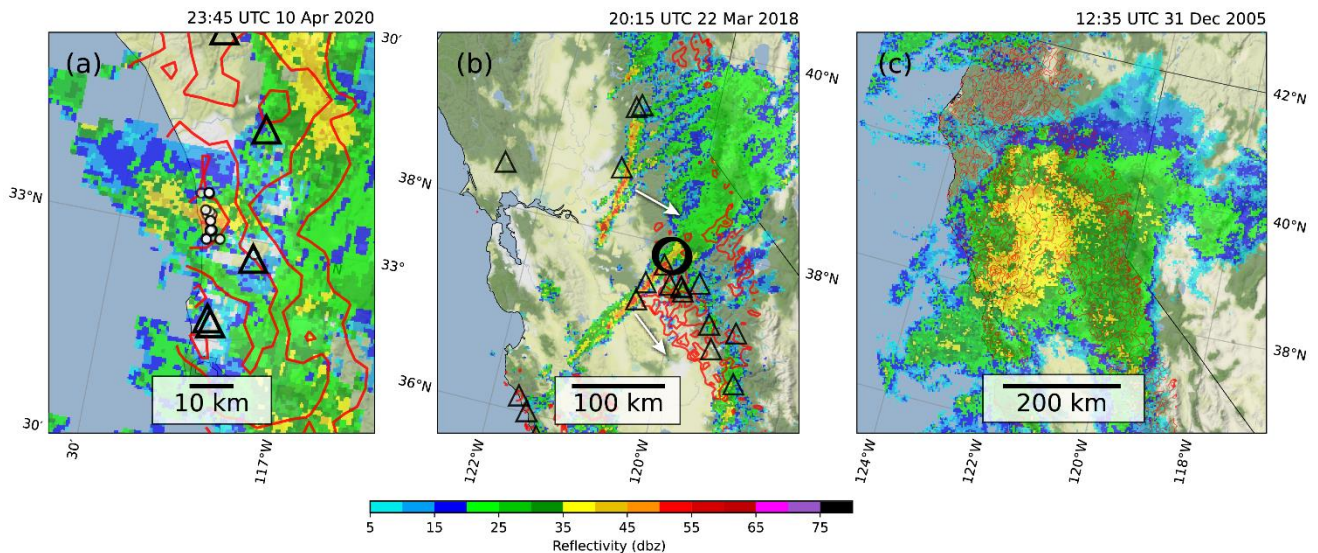 23:45 UTC 10 Apr 2020
(a)
30'
33°N
33°
30'
30'
30'
117°W
10 km
20:15 UTC 22 Mar 2018
(b)
40°N
38°N
38°N
36°N
122°W
120°W
100 km
12:35 UTC 31 Dec 2005
(c)
42°N
40°N
38°N
124°W
122°W
120°W
118°W
200 km
5 15 25 35 45 55 65 75
Reflectivity (dbz)